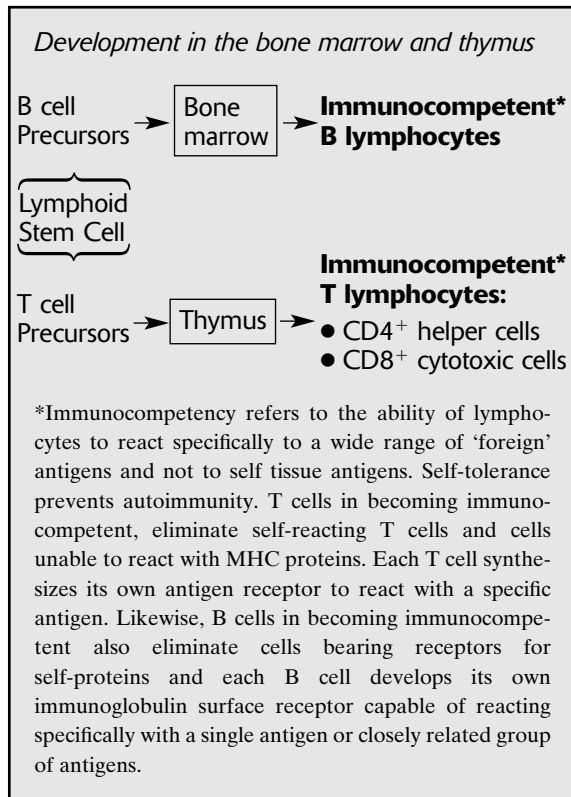 Development in the bone marrow and thymus
B cell
Precursors
Bone
marrow
Immunocompetent*
B lymphocytes
Lymphoid
Stem Cell
T cell
Precursors
Thymus
Immunocompetent*
T lymphocytes:
● CD4⁺ helper cells
● CD8⁺ cytotoxic cells
*Immunocompetency refers to the ability of lympho-
cytes to react specifically to a wide range of ‘foreign’
antigens and not to self tissue antigens. Self-tolerance
prevents autoimmunity. T cells in becoming immuno-
competent, eliminate self-reacting T cells and cells
unable to react with MHC proteins. Each T cell synthe-
sizes its own antigen receptor to react with a specific
antigen. Likewise, B cells in becoming immunocompe-
tent also eliminate cells bearing receptors for
self-proteins and each B cell develops its own
immunoglobulin surface receptor capable of reacting
specifically with a single antigen or closely related group
of antigens.